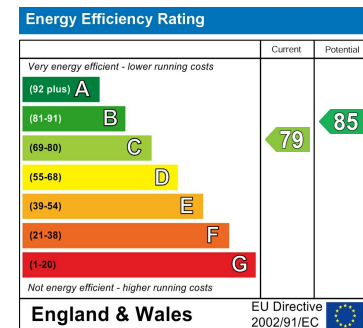 Energy Efficiency Rating
Current Potential
Very energy efficient - lower running costs
(92 plus) A
(81-91) B
(69-80) C
(55-68) D
(39-54) E
(21-38) F
(1-20) G
79
85
Not energy efficient - higher running costs
England & Wales
EU Directive
2002/91/EC